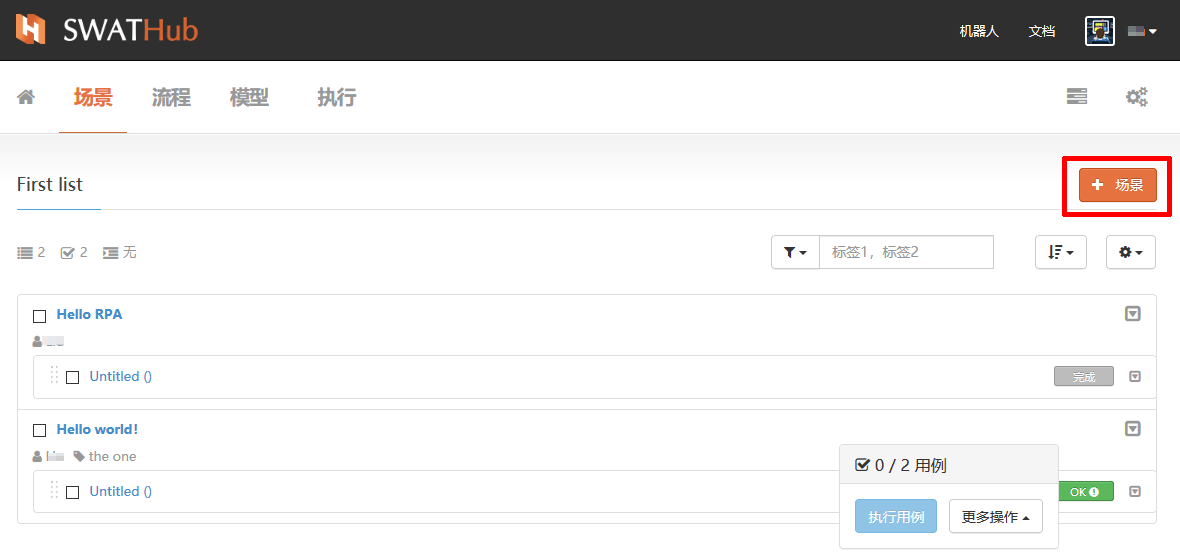 SWATHub 机器人 文档
场景 流程 模型 执行
First list
+ 场景
2 2 无
标签1，标签2
Hello RPA
Untitled ()
完成
Hello world!
the one
0 / 2 用例
Untitled ()
OK
执行用例 更多操作